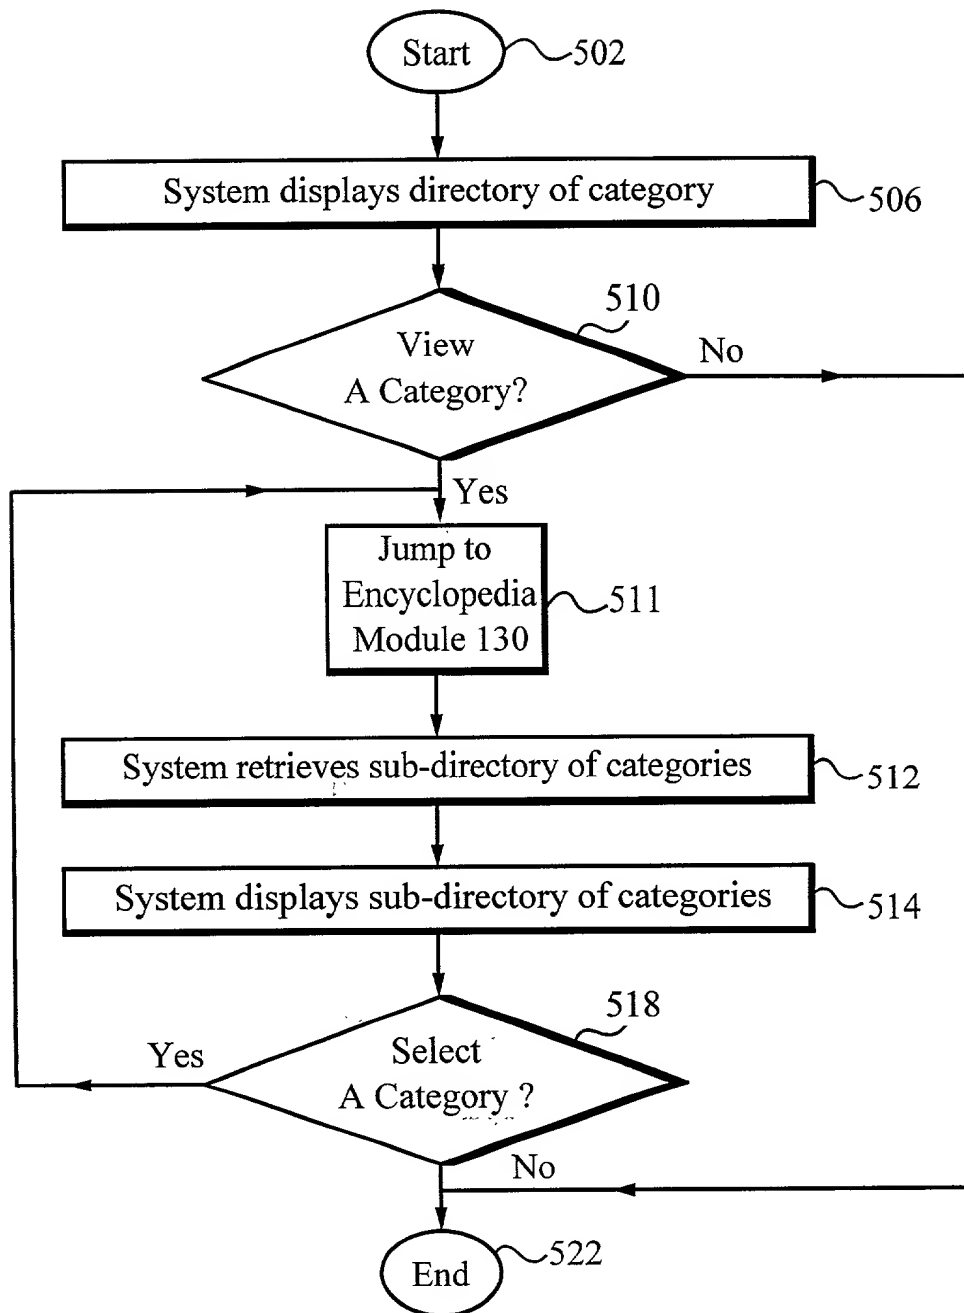 Start
502
System displays directory of category
506
510
View
A Category?
No
Yes
Jump to
Encyclopedia
Module 130
511
System retrieves sub-directory of categories
512
System displays sub-directory of categories
514
518
Yes
Select
A Category ?
No
End
522